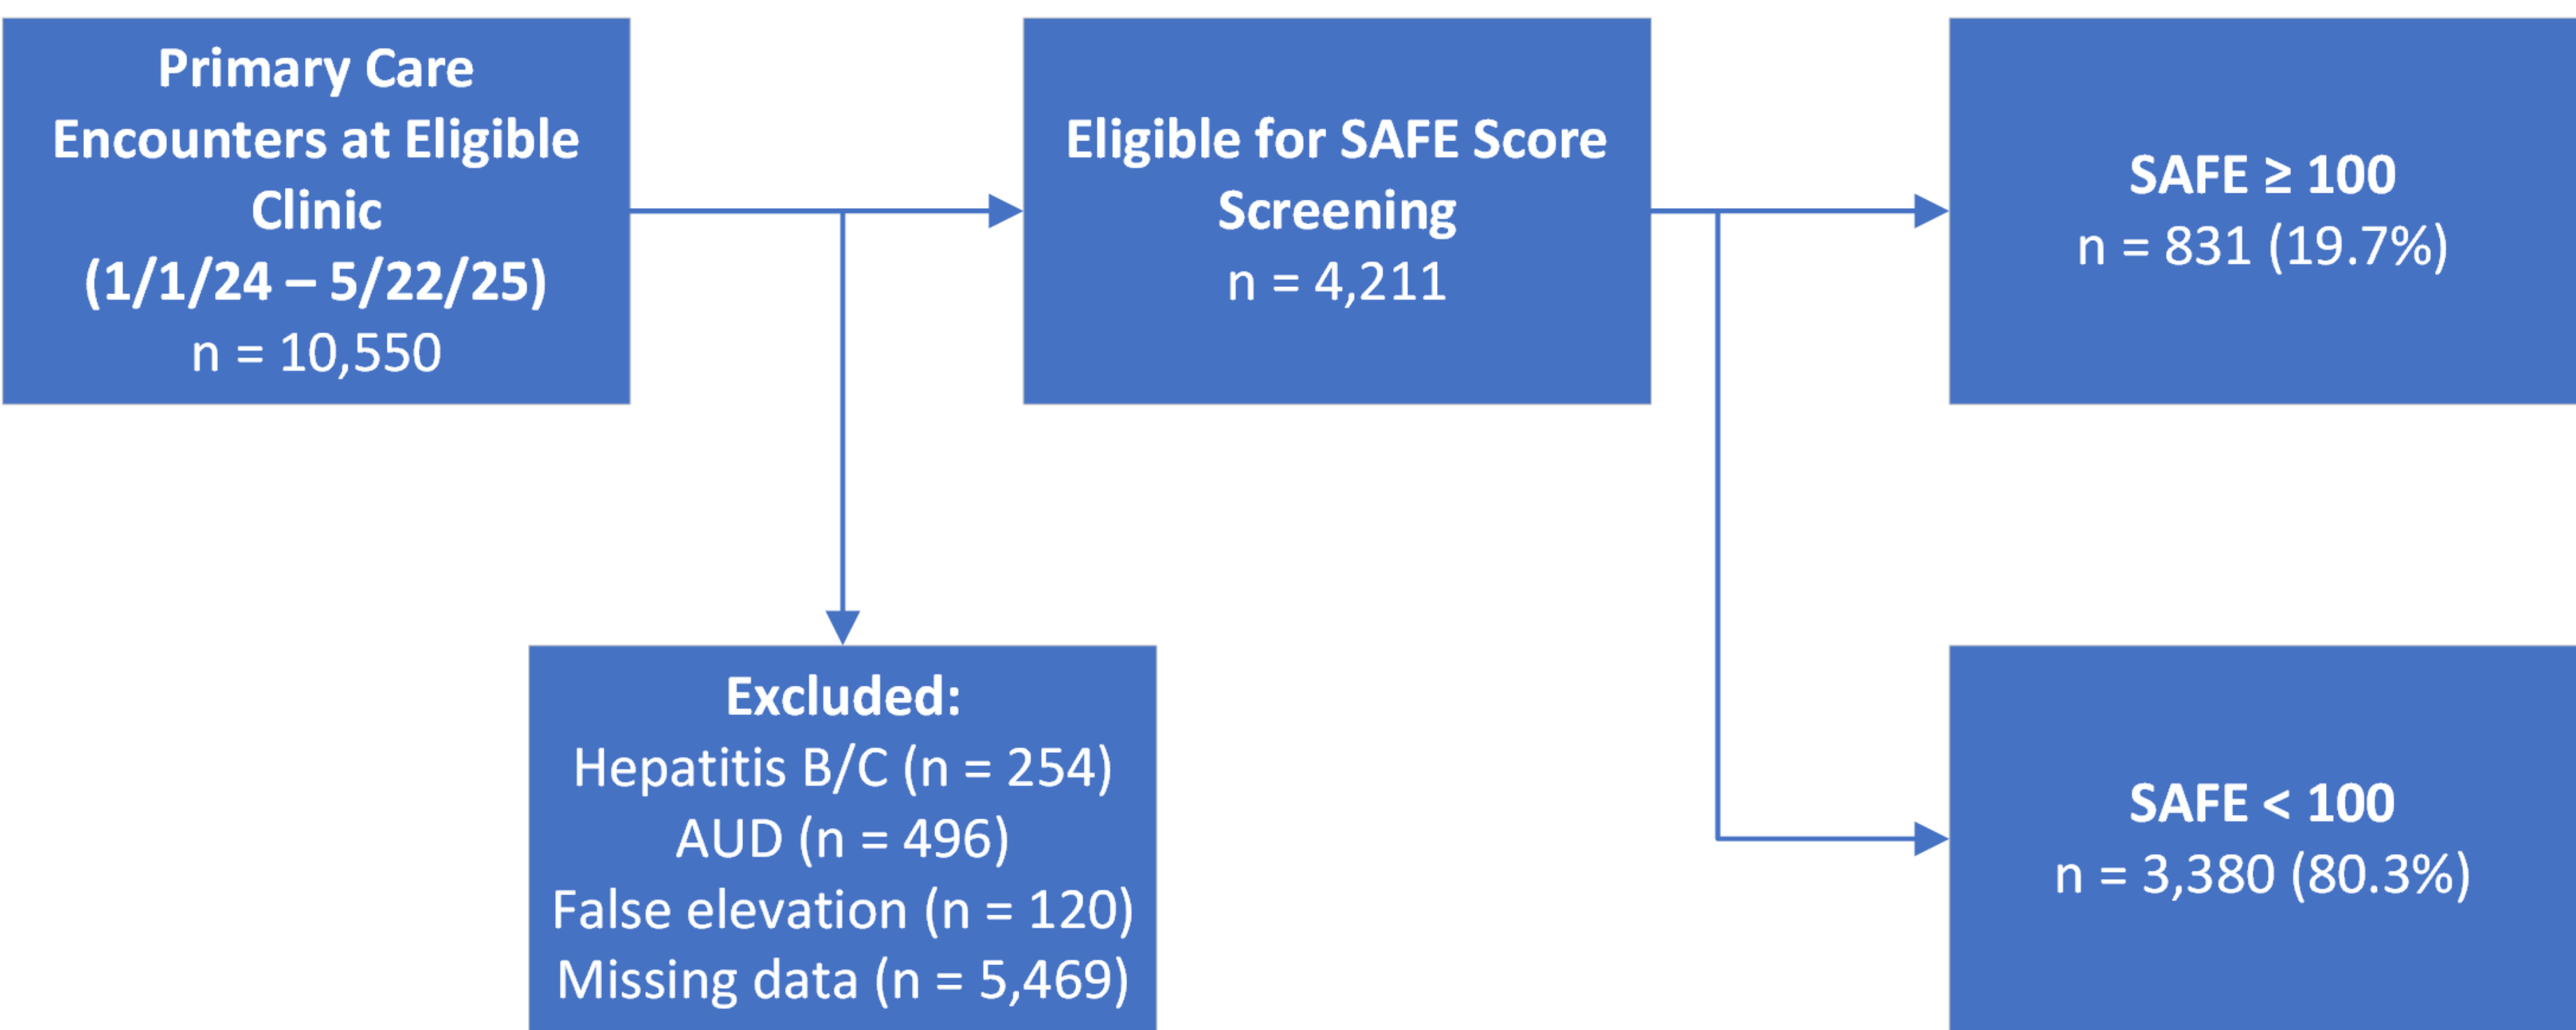 Primary Care
Encounters at Eligible
Clinic
(1/1/24 – 5/22/25)
n = 10,550
Eligible for SAFE Score
Screening
n = 4,211
SAFE ≥ 100
n = 831 (19.7%)
Excluded:
Hepatitis B/C (n = 254)
AUD (n = 496)
False elevation (n = 120)
Missing data (n = 5,469)
SAFE < 100
n = 3,380 (80.3%)